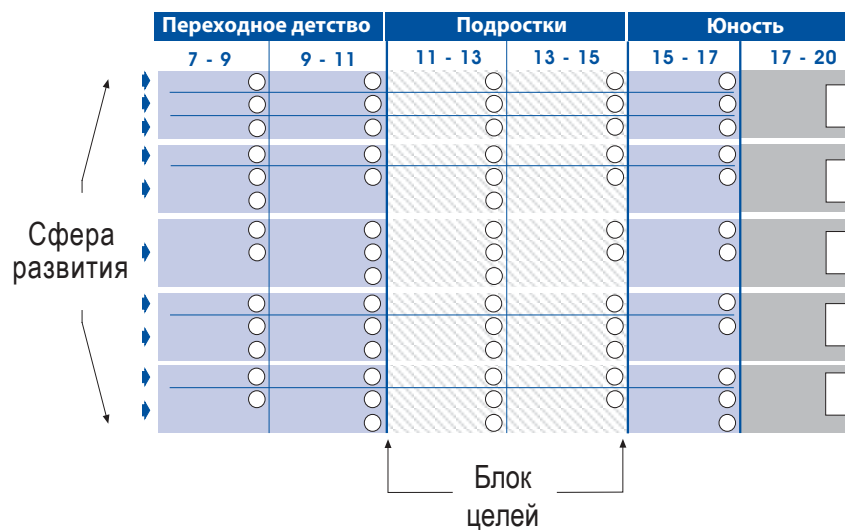 Переходное детство Подростки Юность
7 - 9 9 - 11 11 - 13 13 - 15 15 - 17 17 - 20
Сфера
развития
Блок
целей